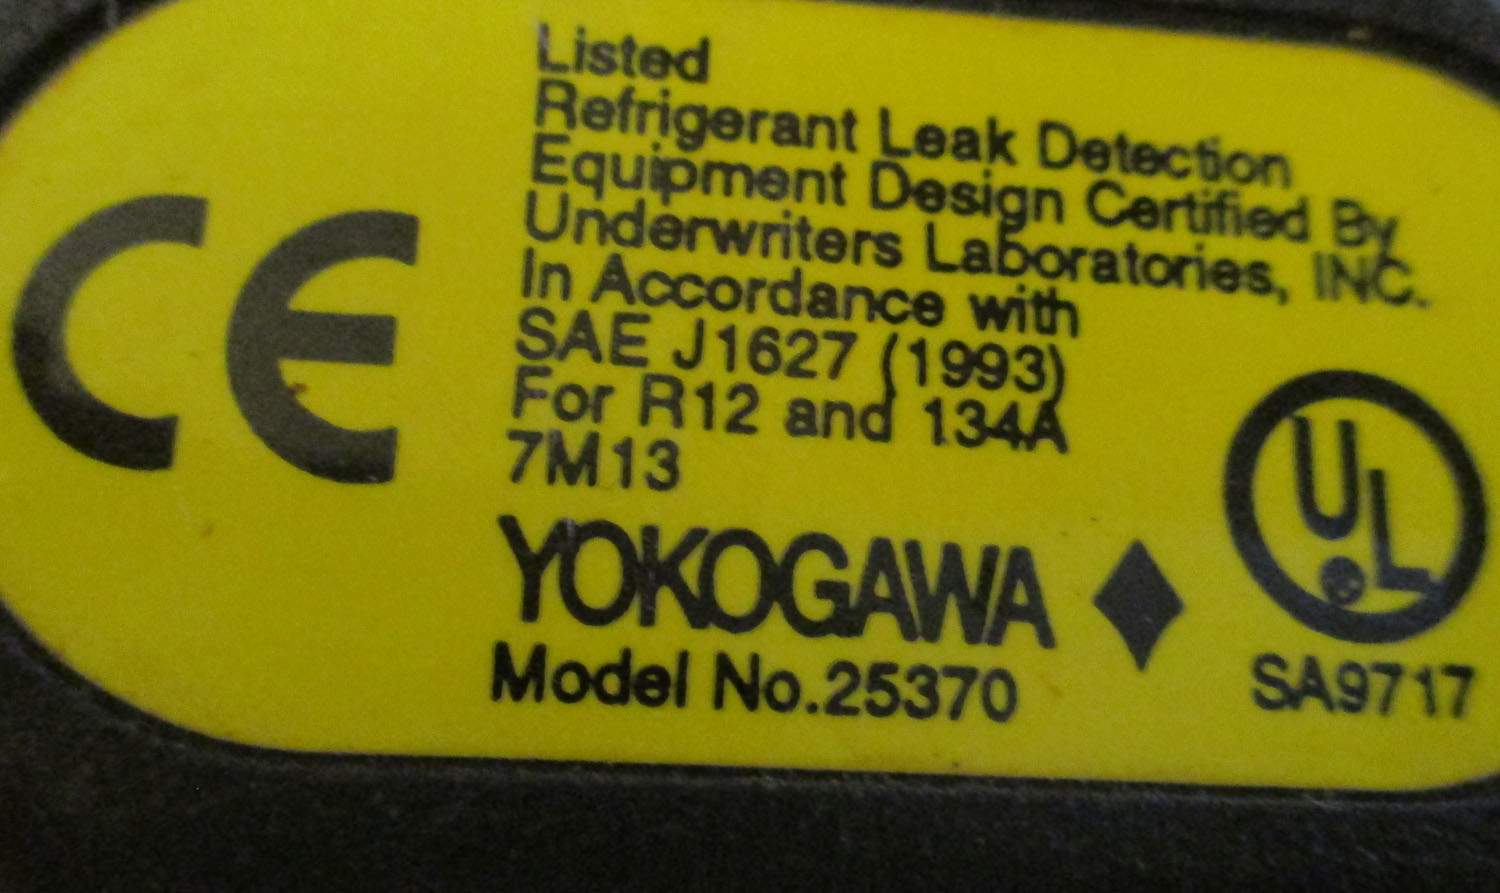 CE
Listed
Refrigerant Leak Detection
Equipment Design Certified By
Underwriters Laboratories, INC.
In Accordance with
SAE J1627 (1993)
For R12 and 134A
7M13
YOKOGAWA
Model No.25370
UL
SA9717